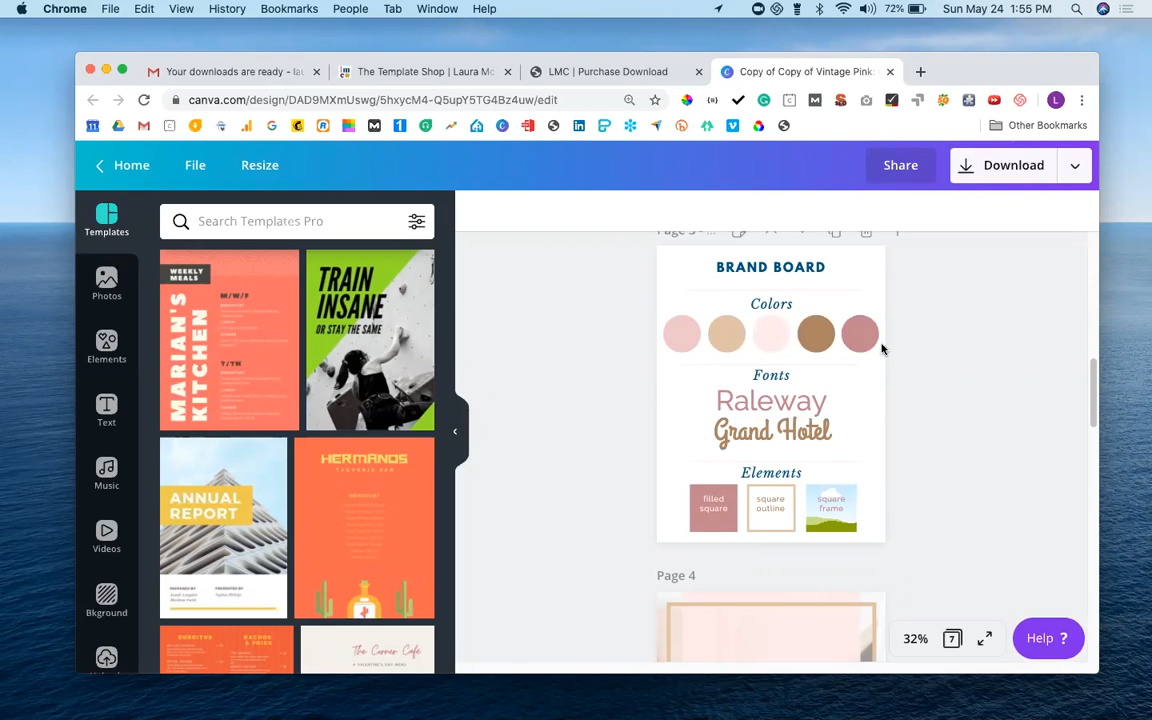 Chrome File Edit View History Bookmarks People Tab Window Help 72% Sun May 24 1:55 PM
Your downloads are ready - lau
The Template Shop | Laura Mc
LMC | Purchase Download
Copy of Copy of Vintage Pink:
canva.com/design/DAD9MXmUswg/5hxycM4-Q5upY5TG4Bz4uw/edit
L
Other Bookmarks
Home File Resize Share Download
Templates
Photos
Elements
Text
Music
Videos
Bkground
Search Templates Pro
WEEKLY
MEALS
MARIAN'S
KITCHEN
M/W/F
T/TH
TRAIN
INSANE
OR STAY THE SAME
ANNUAL
REPORT
HERMANOS
BURRITOS
The Corner Cafe
BRAND BOARD
Colors
Fonts
Raleway
Grand Hotel
Elements
filled
square
square
outline
square
frame
Page 4
32% 7 Help ?